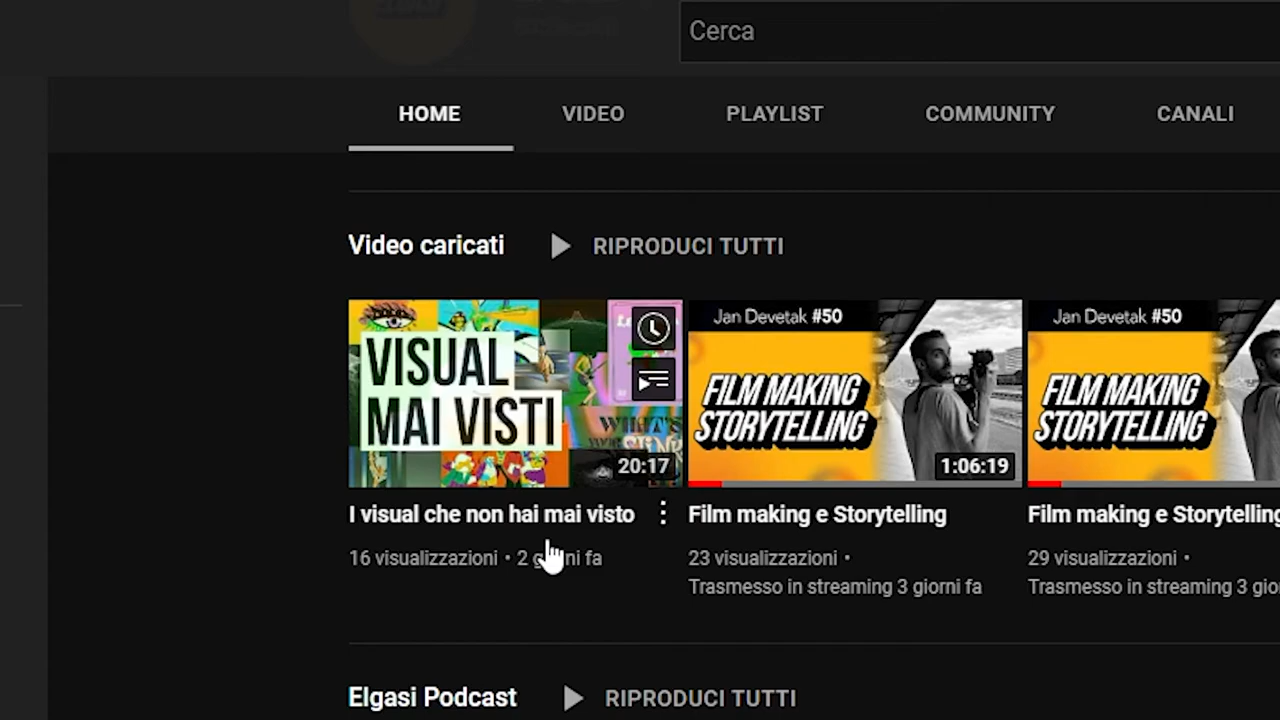 Cerca
HOME VIDEO PLAYLIST COMMUNITY CANALI
Video caricati RIPRODUCI TUTTI
VISUAL
MAI VISTI
20:17
Jan Devetak #50
FILM MAKING
STORYTELLING
1:06:19
Jan Devetak #50
FILM MAKING
STORYTELLING
I visual che non hai mai visto
16 visualizzazioni • 2 giorni fa
Film making e Storytelling
23 visualizzazioni •
Trasmesso in streaming 3 giorni fa
Film making e Storytelling
29 visualizzazioni •
Trasmesso in streaming 3 gio
Elgasi Podcast RIPRODUCI TUTTI